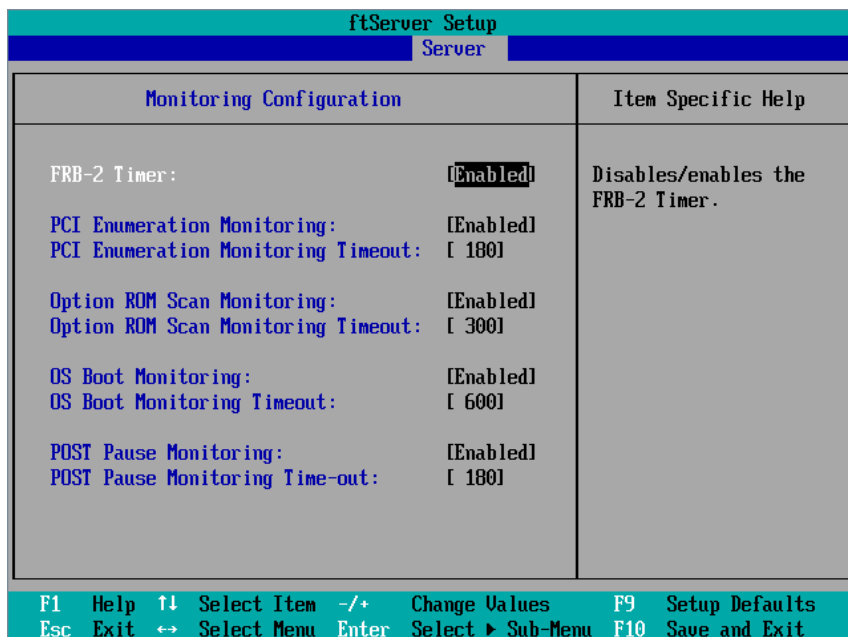 ftServer Setup
Server
Monitoring Configuration
Item Specific Help
FRB-2 Timer: [Enabled]
PCI Enumeration Monitoring: [Enabled]
PCI Enumeration Monitoring Timeout: [ 180]
Option ROM Scan Monitoring: [Enabled]
Option ROM Scan Monitoring Timeout: [ 300]
OS Boot Monitoring: [Enabled]
OS Boot Monitoring Timeout: [ 600]
POST Pause Monitoring: [Enabled]
POST Pause Monitoring Time-out: [ 180]
Disables/enables the
FRB-2 Timer.
F1 Help ↑↓ Select Item -/+ Change Values F9 Setup Defaults
Esc Exit ↔ Select Menu Enter Select ▶ Sub-Menu F10 Save and Exit